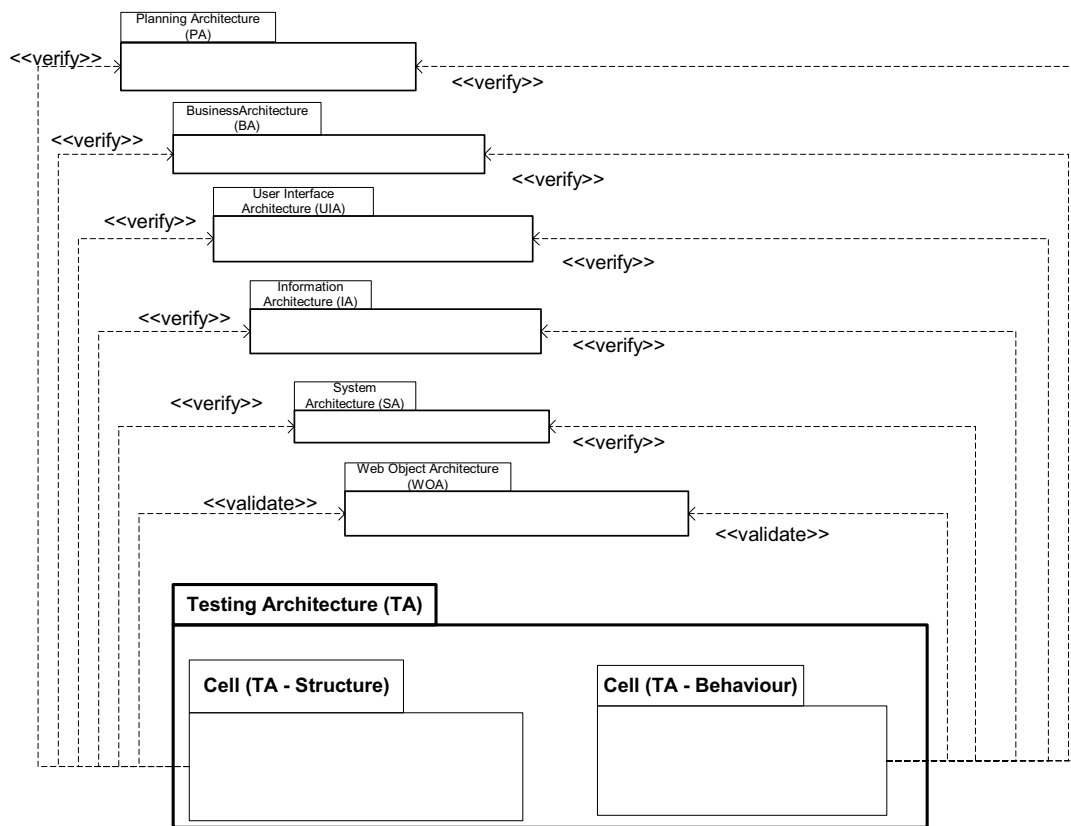 Planning Architecture
(PA)
<<verify>>
<<verify>>
BusinessArchitecture
(BA)
<<verify>>
<<verify>>
User Interface
Architecture (UIA)
<<verify>>
<<verify>>
Information
Architecture (IA)
<<verify>>
<<verify>>
System
Architecture (SA)
<<verify>>
<<verify>>
Web Object Architecture
(WOA)
<<validate>>
<<validate>>
Testing Architecture (TA)
Cell (TA - Structure)
Cell (TA - Behaviour)